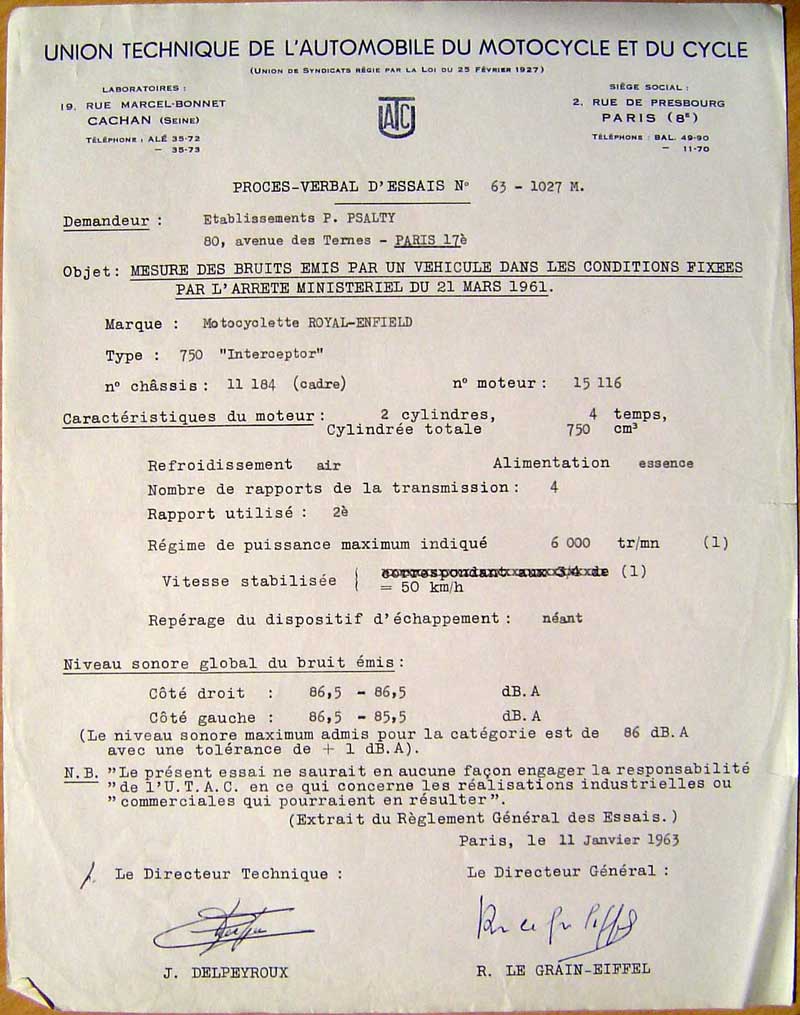 UNION TECHNIQUE DE L'AUTOMOBILE DU MOTOCYCLE ET DU CYCLE
(UNION DE SYNDICATS RÉGIE PAR LA LOI DU 25 FÉVRIER 1927)
LABORATOIRES :
19, RUE MARCEL-BONNET
CACHAN (SEINE)
TÉLÉPHONE : ALÉ 35-72
— 35-73
UTAC
SIÈGE SOCIAL :
2, RUE DE PRESBOURG
PARIS (8E)
TÉLÉPHONE : BAL. 49-90
— 11-70
PROCES-VERBAL D'ESSAIS N° 63 - 1027 M.
Demandeur : Etablissements P. PSALTY
80, avenue des Ternes - PARIS 17è
Objet : MESURE DES BRUITS EMIS PAR UN VEHICULE DANS LES CONDITIONS FIXEES
PAR L'ARRETE MINISTERIEL DU 21 MARS 1961.
Marque : Motocyclette ROYAL-ENFIELD
Type : 750 "Interceptor"
n° châssis : 11 184 (cadre) n° moteur : 15 116
Caractéristiques du moteur : 2 cylindres, 4 temps,
Cylindrée totale 750 cm³
Refroidissement air Alimentation essence
Nombre de rapports de la transmission : 4
Rapport utilisé : 2è
Régime de puissance maximum indiqué 6 000 tr/mn (1)
Vitesse stabilisée { correspondant aux 3/4 de (1)
= 50 km/h
Repérage du dispositif d'échappement : néant
Niveau sonore global du bruit émis :
Côté droit : 86,5 - 86,5 dB.A
Côté gauche : 86,5 - 85,5 dB.A
(Le niveau sonore maximum admis pour la catégorie est de 86 dB.A
avec une tolérance de + 1 dB.A).
N.B. "Le présent essai ne saurait en aucune façon engager la responsabilité
"de l'U.T.A.C. en ce qui concerne les réalisations industrielles ou
"commerciales qui pourraient en résulter".
(Extrait du Règlement Général des Essais.)
Paris, le 11 Janvier 1963
Le Directeur Technique : Le Directeur Général :
J. DELPEYROUX R. LE GRAIN-EIFFEL